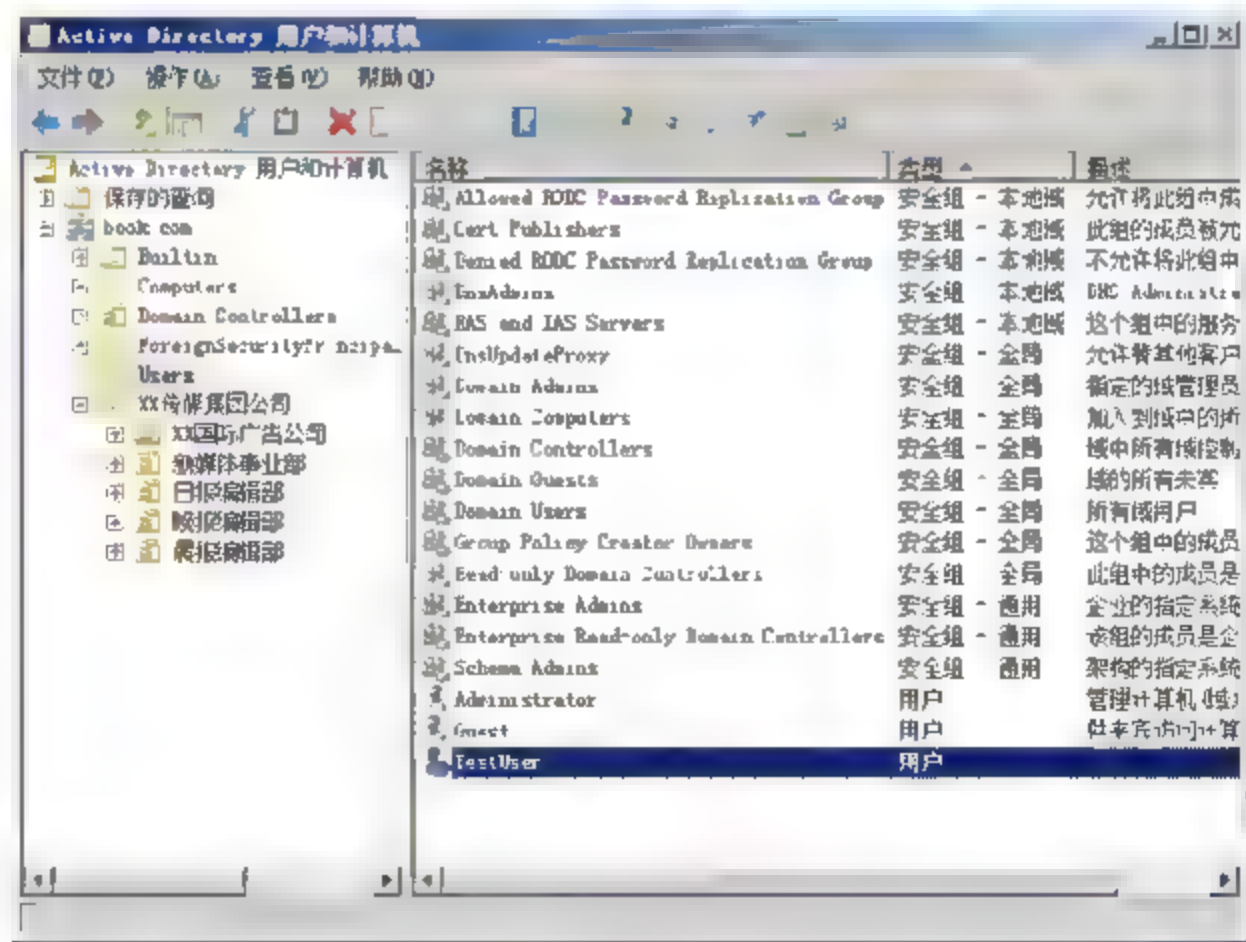 Active Directory 用户和计算机
文件(F) 操作(A) 查看(V) 帮助(H)
Active Directory 用户和计算机
保存的查询
book.com
Builtin
Computers
Domain Controllers
ForeignSecurityPrincipa
Users
XX传媒集团公司
XX国际广告公司
新媒体事业部
日报编辑部
晚报编辑部
晨报编辑部
名称 类型 描述
Allowed RODC Password Replication Group 安全组 - 本地域 允许将此组中成
Cert Publishers 安全组 - 本地域 此组的成员被允
Denied RODC Password Replication Group 安全组 - 本地域 不允许将此组中
DnsAdmins 安全组 本地域 DNS Administra
RAS and IAS Servers 安全组 - 本地域 这个组中的服务
DnsUpdateProxy 安全组 - 全局 允许替其他客户
Domain Admins 安全组 - 全局 指定的域管理员
Domain Computers 安全组 - 全局 加入到域中的所
Domain Controllers 安全组 - 全局 域中所有域控制
Domain Guests 安全组 - 全局 域的所有来宾
Domain Users 安全组 - 全局 所有域用户
Group Policy Creator Owners 安全组 - 全局 这个组中的成员
Read-only Domain Controllers 安全组 全局 此组中的成员是
Enterprise Admins 安全组 - 通用 企业的指定系统
Enterprise Read-only Domain Controllers 安全组 - 通用 该组的成员是企
Schema Admins 安全组 通用 架构的指定系统
Administrator 用户 管理计算机(域)
Guest 用户 供来宾访问计算
TestUser 用户